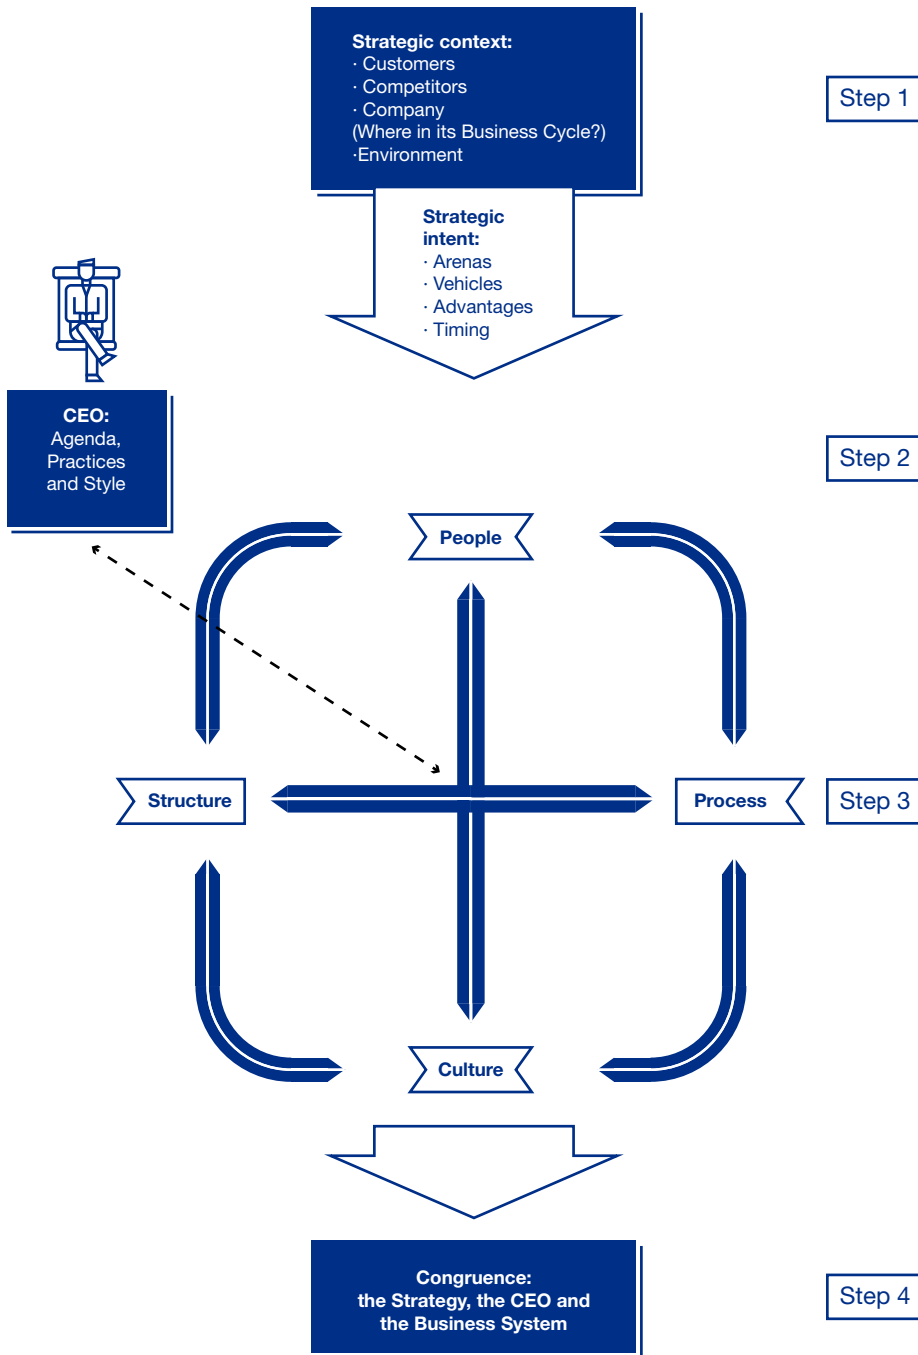 Strategic context:
· Customers
· Competitors
· Company
(Where in its Business Cycle?)
·Environment
Step 1
Strategic
intent:
· Arenas
· Vehicles
· Advantages
· Timing
CEO:
Agenda,
Practices
and Style
Step 2
People
Structure
Process
Step 3
Culture
Congruence:
the Strategy, the CEO and
the Business System
Step 4